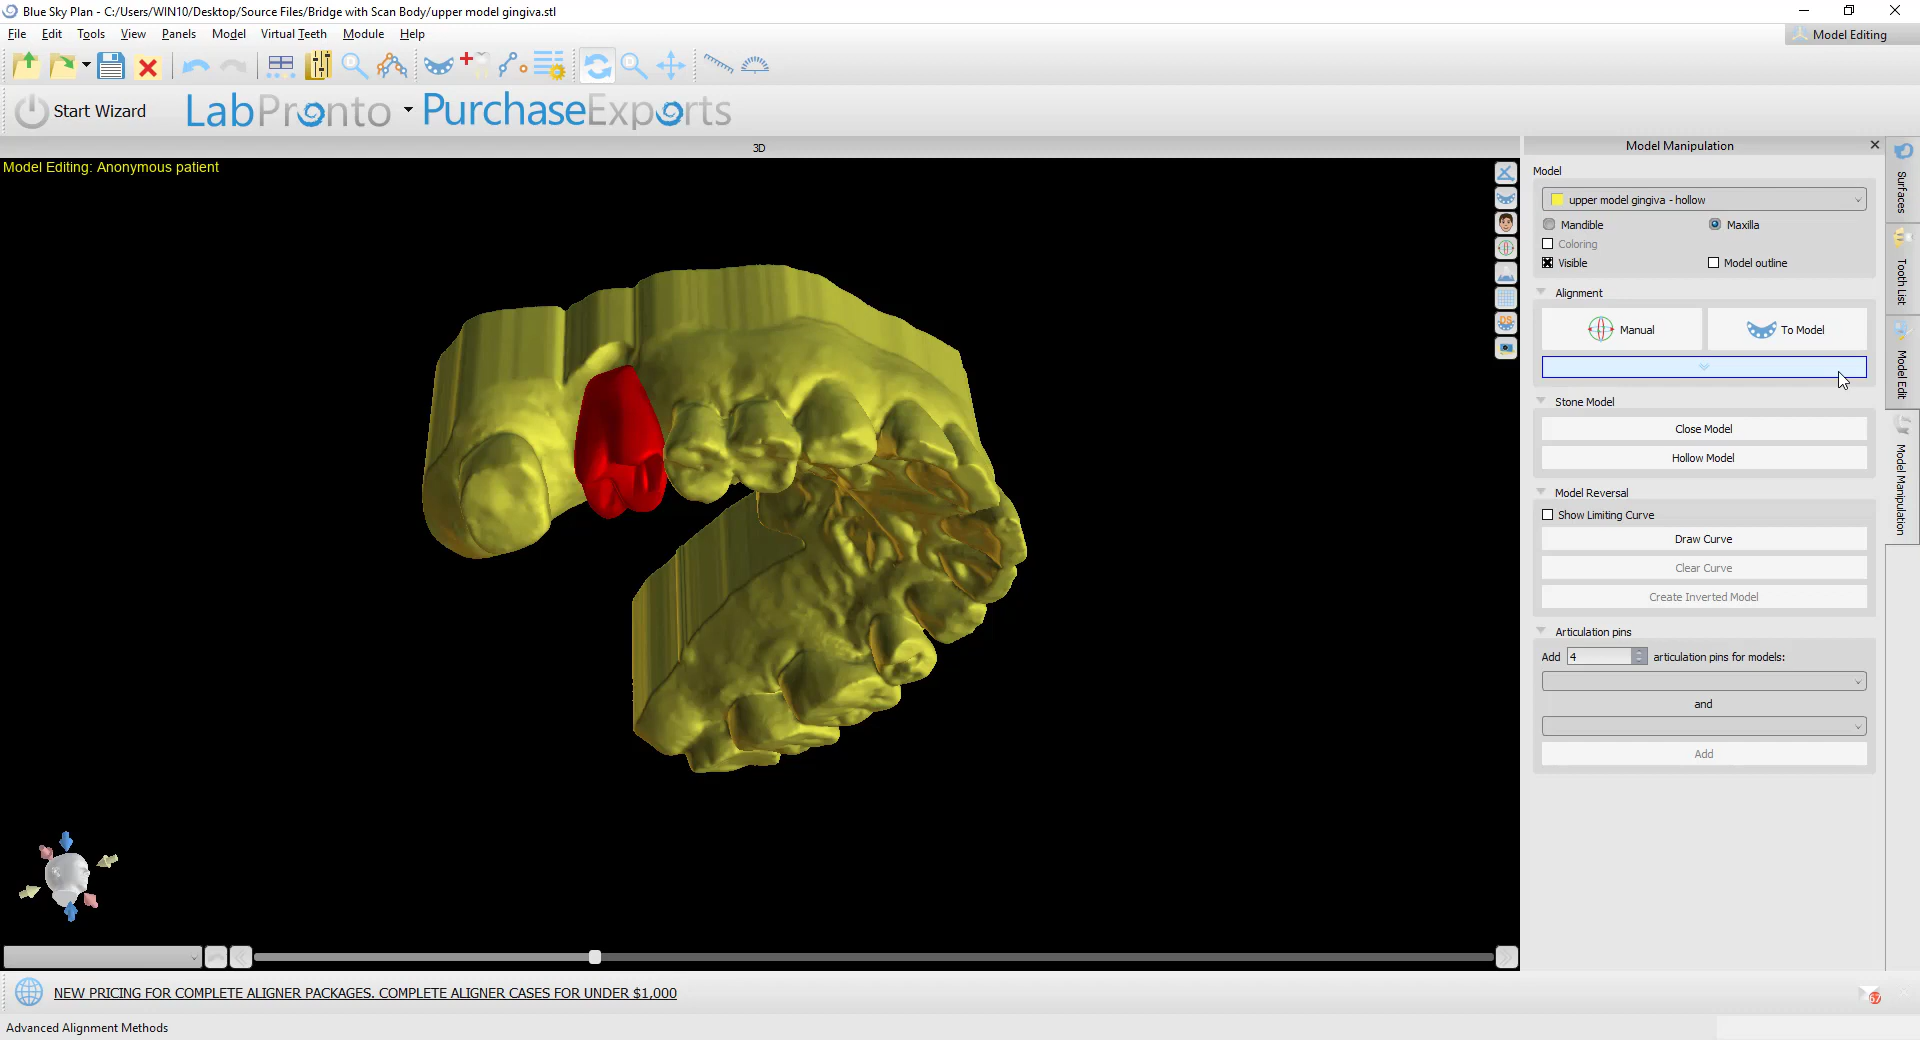 Blue Sky Plan - C:/Users/WIN10/Desktop/Source Files/Bridge with Scan Body/upper model gingiva.stl
File Edit Tools View Panels Model Virtual Teeth Module Help
Model Editing
Start Wizard
LabPronto
PurchaseExports
3D
Model Editing: Anonymous patient
Model Manipulation
Model
upper model gingiva - hollow
Mandible
Maxilla
Coloring
Visible
Model outline
Alignment
Manual
To Model
Stone Model
Close Model
Hollow Model
Model Reversal
Show Limiting Curve
Draw Curve
Clear Curve
Create Inverted Model
Articulation pins
Add 4 articulation pins for models:
and
Add
Surfaces
Tooth List
Model Edit
Model Manipulation
DS
NEW PRICING FOR COMPLETE ALIGNER PACKAGES. COMPLETE ALIGNER CASES FOR UNDER $1,000
67
Advanced Alignment Methods